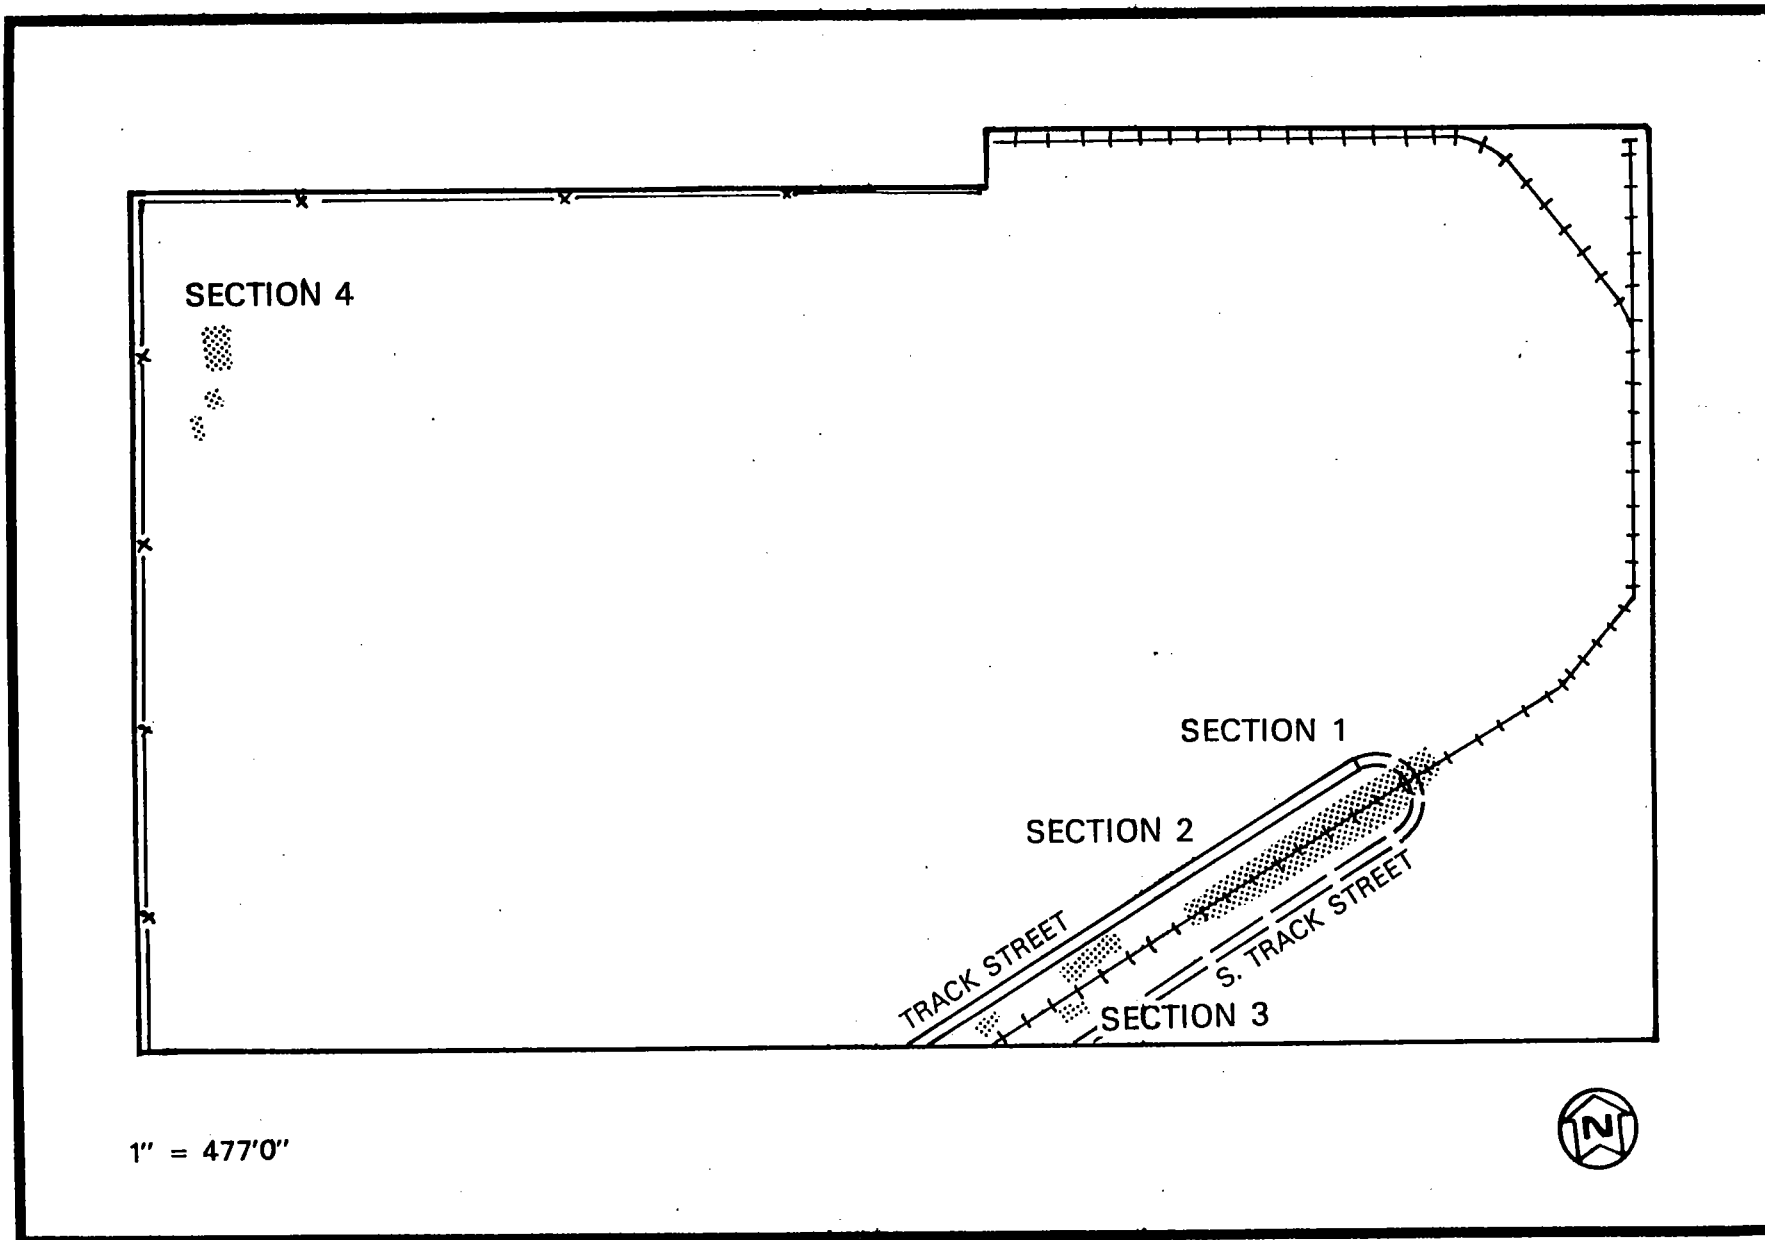 SECTION 4
SECTION 1
SECTION 2
TRACK STREET
S. TRACK STREET
SECTION 3
1" = 477'0"
N